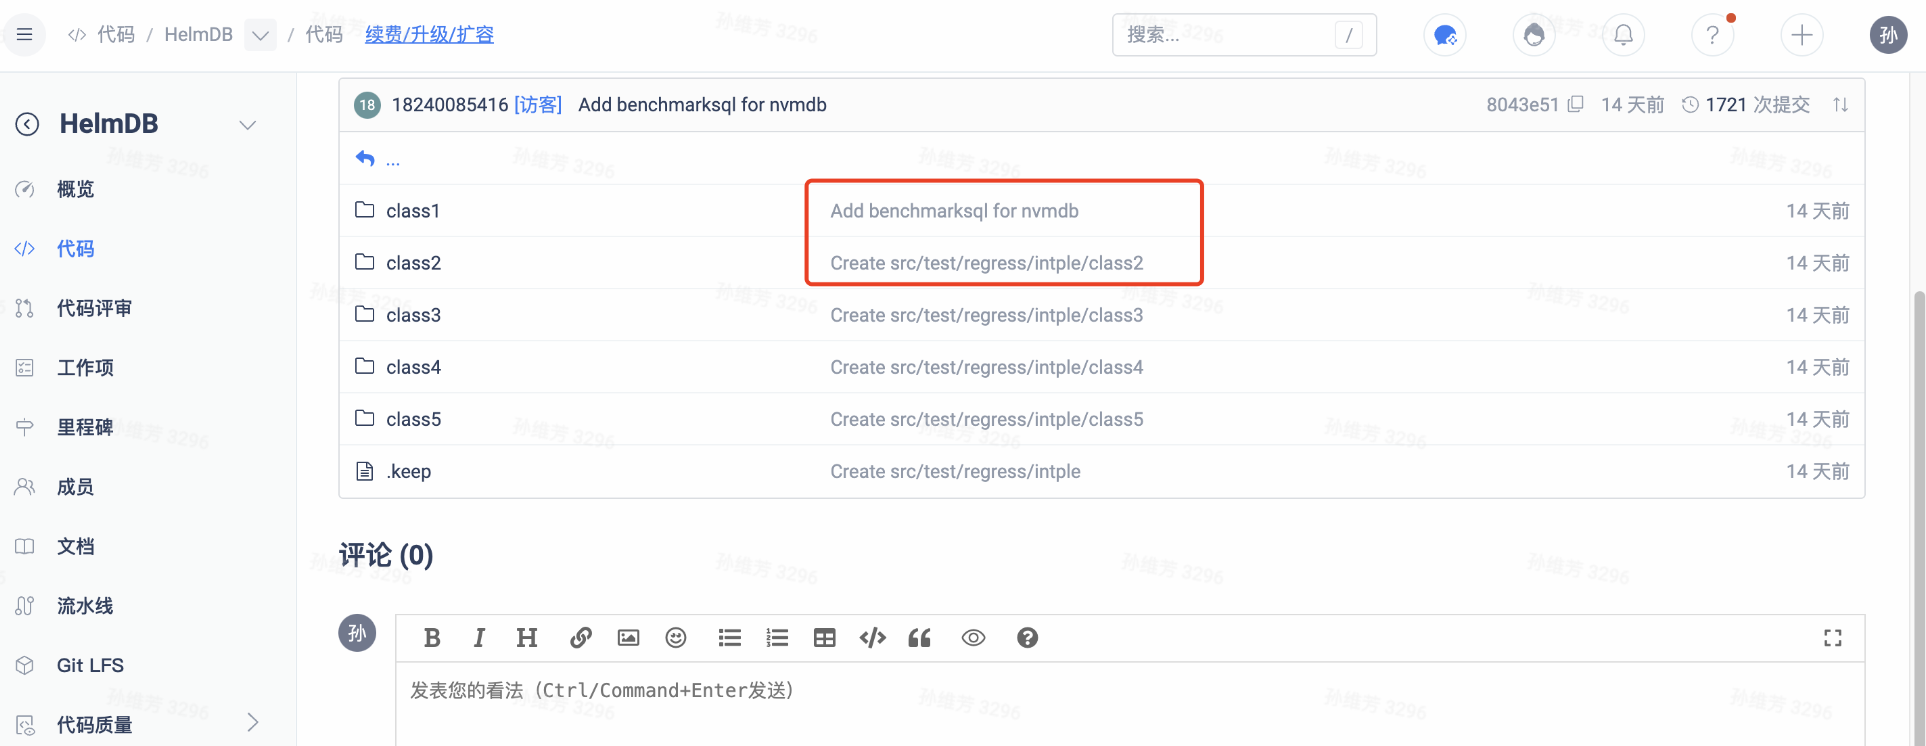 代码 / HelmDB / 代码 续费/升级/扩容 搜索... / ? 孙
HelmDB
概览
代码
代码评审
工作项
里程碑
成员
文档
流水线
Git LFS
代码质量
18 18240085416 [访客] Add benchmarksql for nvmdb 8043e51 14 天前 1721 次提交
...
class1 Add benchmarksql for nvmdb 14 天前
class2 Create src/test/regress/intple/class2 14 天前
class3 Create src/test/regress/intple/class3 14 天前
class4 Create src/test/regress/intple/class4 14 天前
class5 Create src/test/regress/intple/class5 14 天前
.keep Create src/test/regress/intple 14 天前
评论 (0)
孙 B I H
发表您的看法（Ctrl/Command+Enter发送）
孙维芳 3296